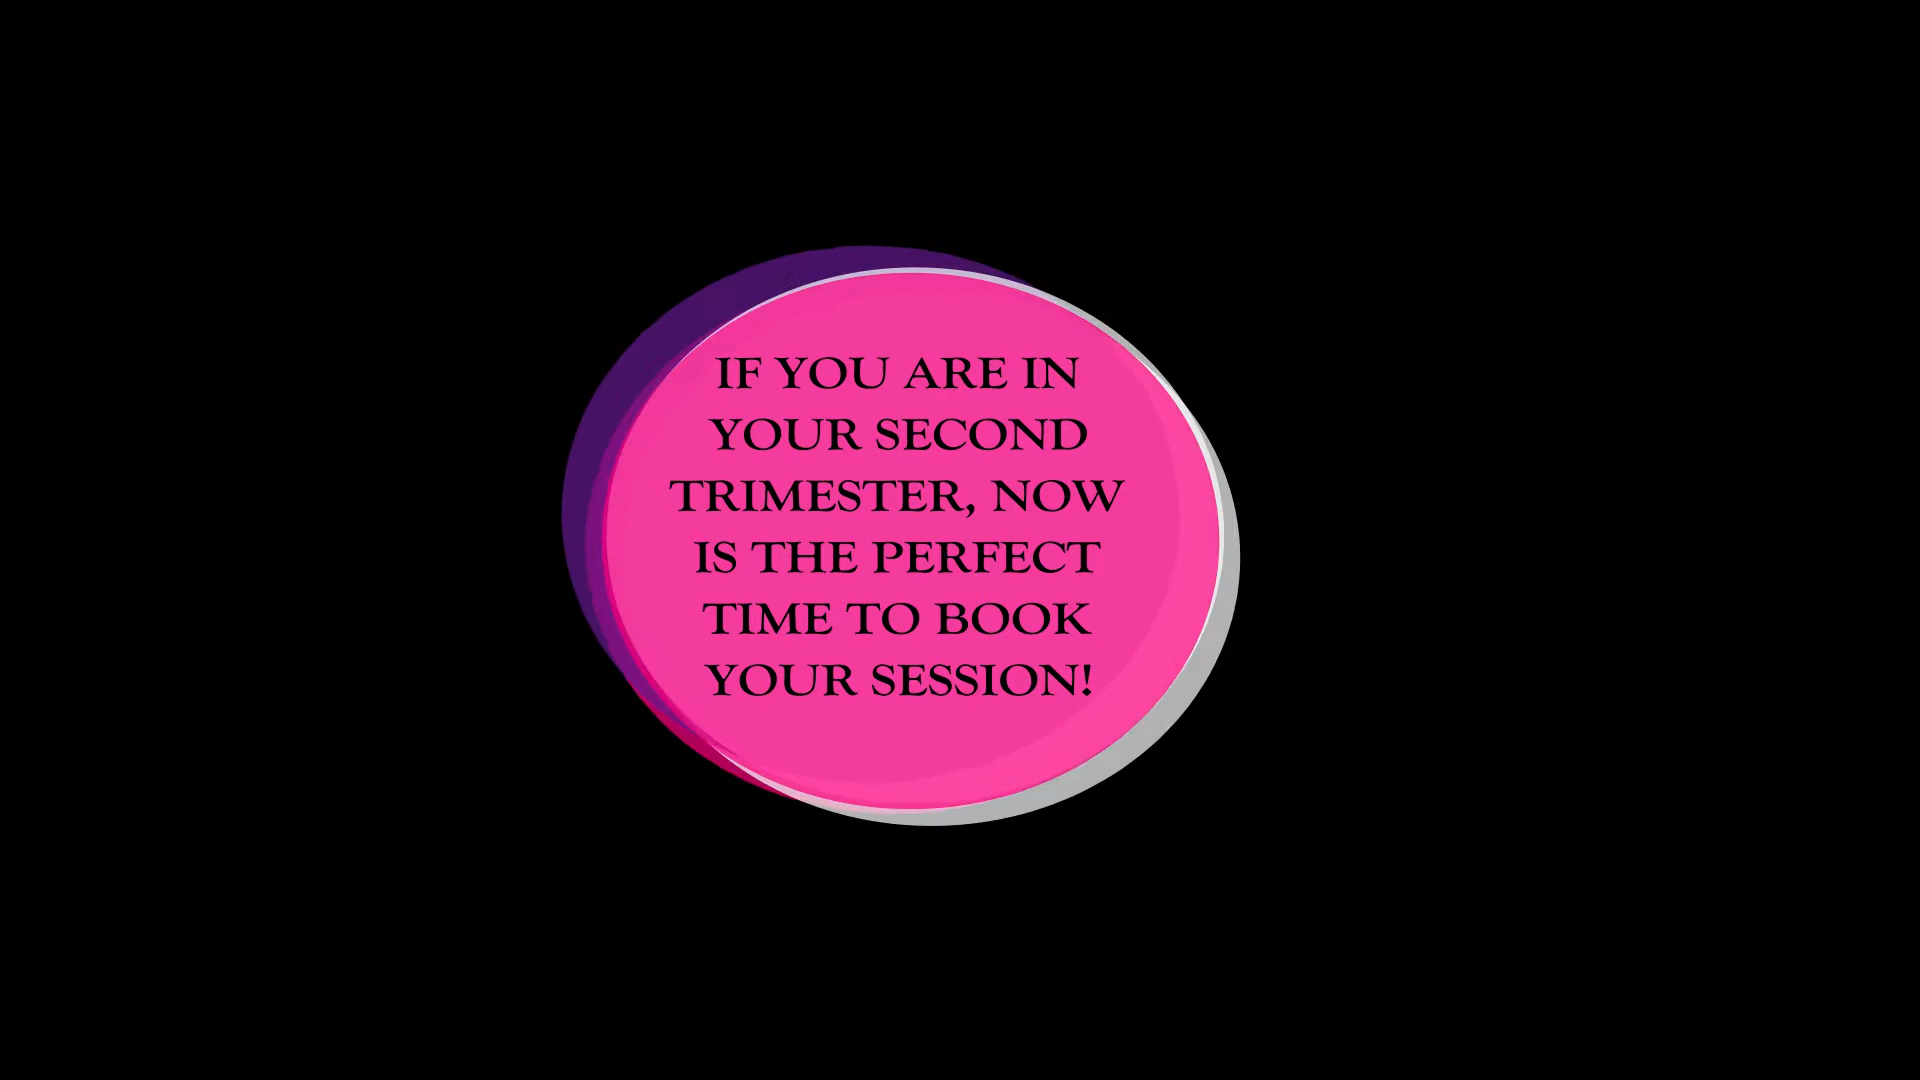 IF YOU ARE IN
YOUR SECOND
TRIMESTER, NOW
IS THE PERFECT
TIME TO BOOK
YOUR SESSION!